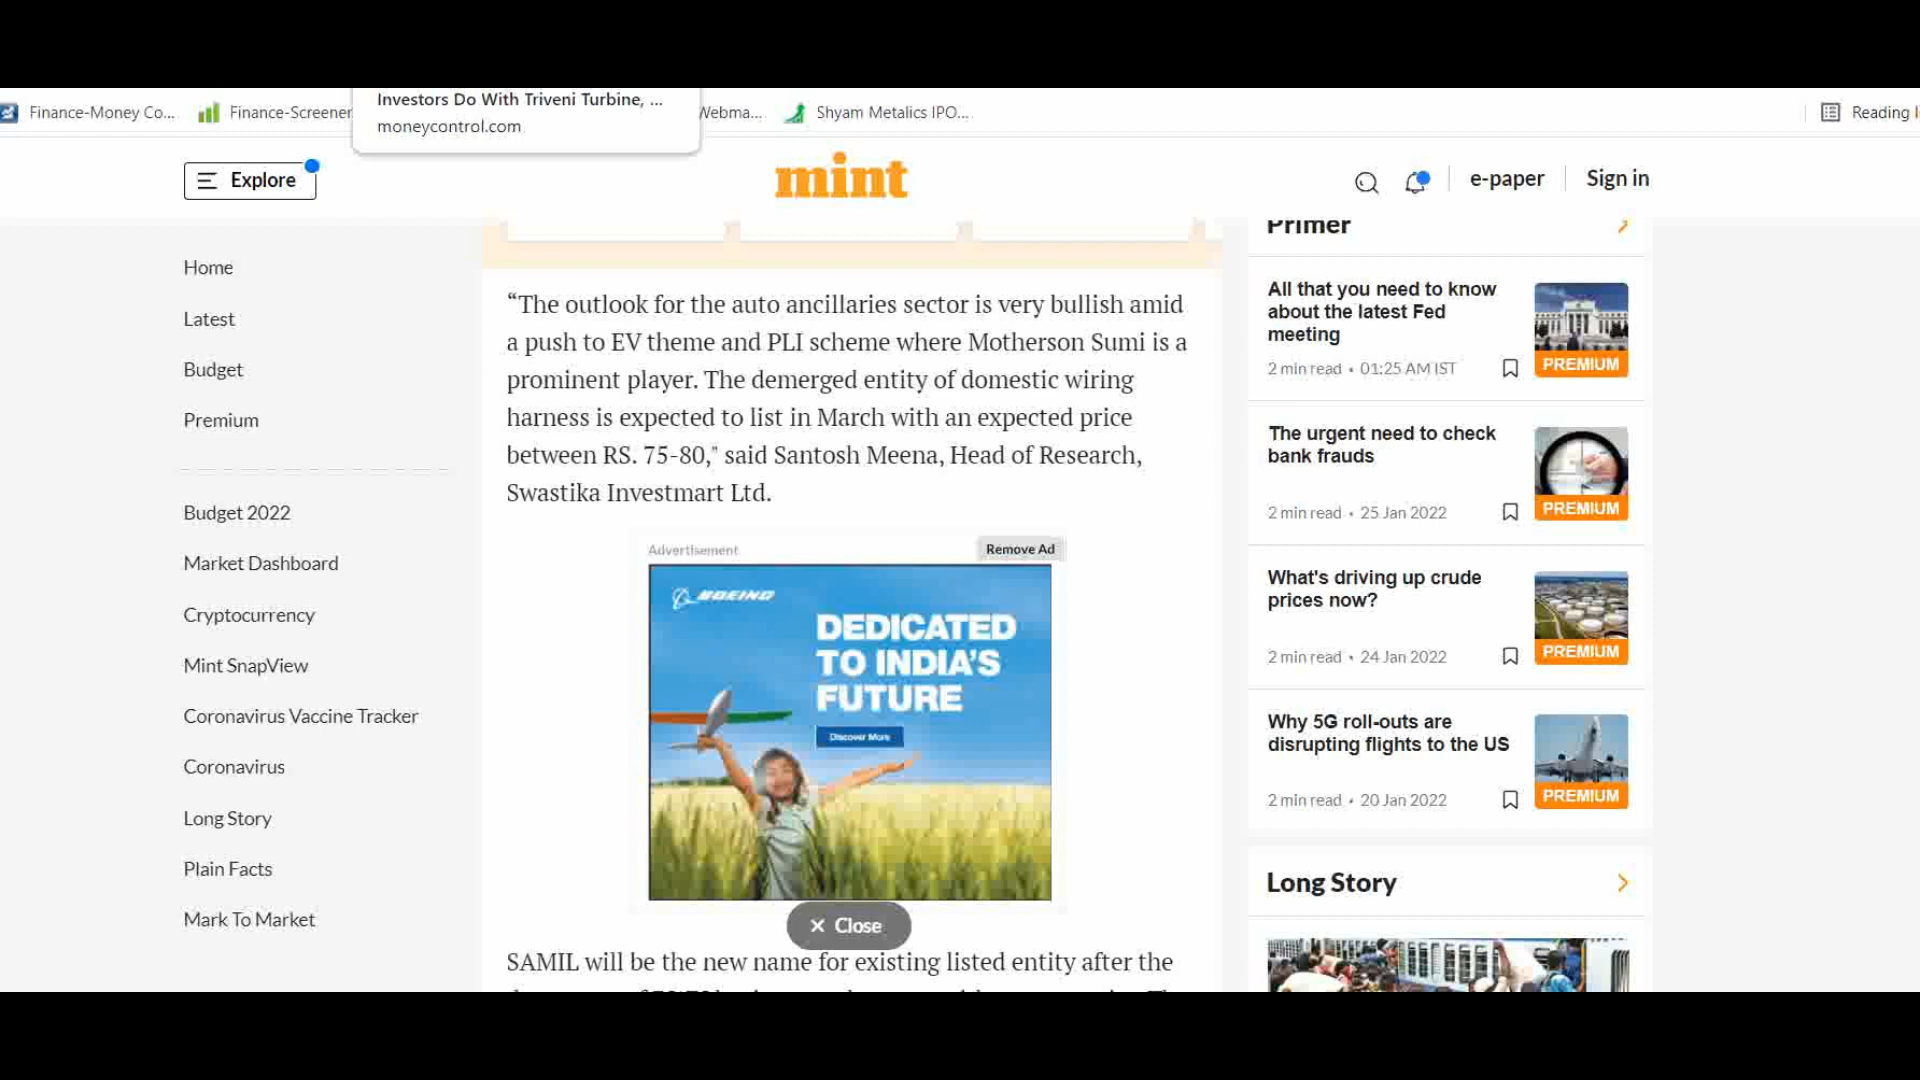 Finance-Money Co...
Finance-Screener
Investors Do With Triveni Turbine, ...
moneycontrol.com
Webma...
Shyam Metalics IPO...
Reading
Explore
mint
e-paper
Sign in
Home
Latest
Budget
Premium
Budget 2022
Market Dashboard
Cryptocurrency
Mint SnapView
Coronavirus Vaccine Tracker
Coronavirus
Long Story
Plain Facts
Mark To Market
“The outlook for the auto ancillaries sector is very bullish amid
a push to EV theme and PLI scheme where Motherson Sumi is a
prominent player. The demerged entity of domestic wiring
harness is expected to list in March with an expected price
between RS. 75-80," said Santosh Meena, Head of Research,
Swastika Investmart Ltd.
Advertisement
Remove Ad
BOEING
DEDICATED
TO INDIA'S
FUTURE
Discover More
× Close
SAMIL will be the new name for existing listed entity after the
Primer
All that you need to know
about the latest Fed
meeting
2 min read • 01:25 AM IST
PREMIUM
The urgent need to check
bank frauds
2 min read • 25 Jan 2022
PREMIUM
What's driving up crude
prices now?
2 min read • 24 Jan 2022
PREMIUM
Why 5G roll-outs are
disrupting flights to the US
2 min read • 20 Jan 2022
PREMIUM
Long Story